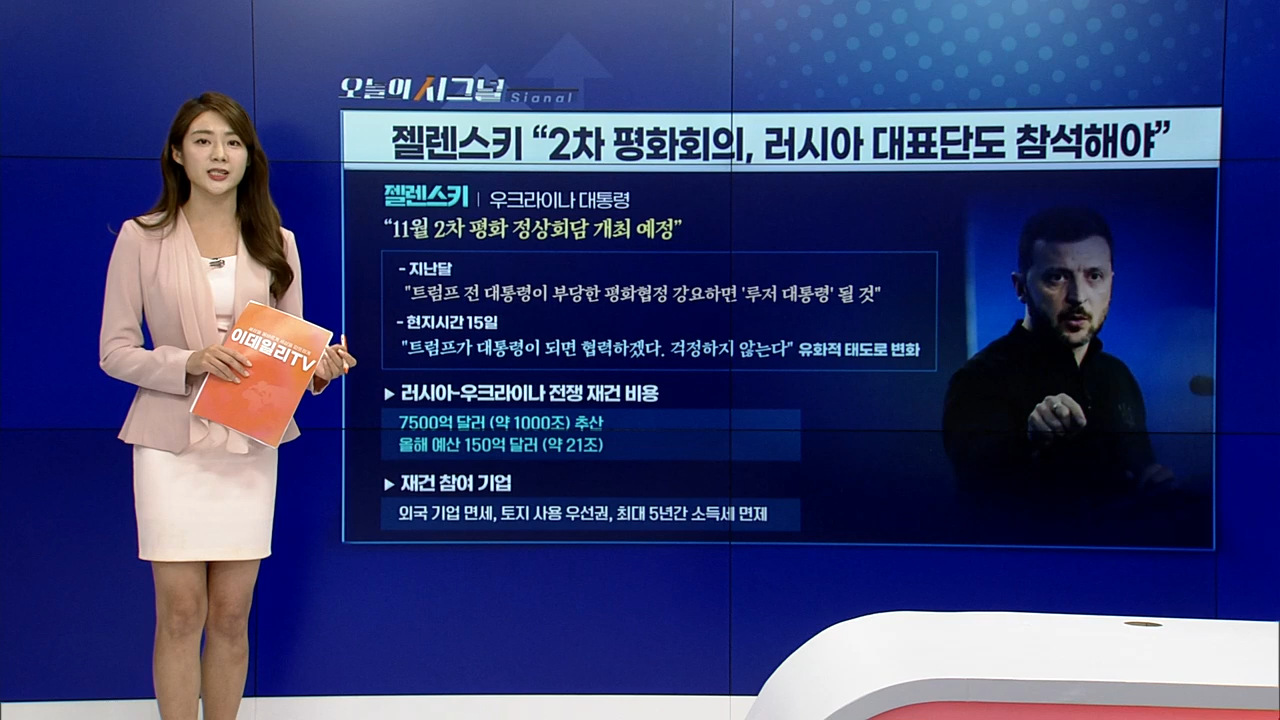 오늘의 시그널
Signal
젤렌스키 “2차 평화회의, 러시아 대표단도 참석해야”
젤렌스키 | 우크라이나 대통령
“11월 2차 평화 정상회담 개최 예정”
- 지난달
"트럼프 전 대통령이 부당한 평화협정 강요하면 '루저 대통령' 될 것"
- 현지시간 15일
"트럼프가 대통령이 되면 협력하겠다. 걱정하지 않는다" 유화적 태도로 변화
▶ 러시아-우크라이나 전쟁 재건 비용
7500억 달러 (약 1000조) 추산
올해 예산 150억 달러 (약 21조)
▶ 재건 참여 기업
외국 기업 면세, 토지 사용 우선권, 최대 5년간 소득세 면제
이데일리TV